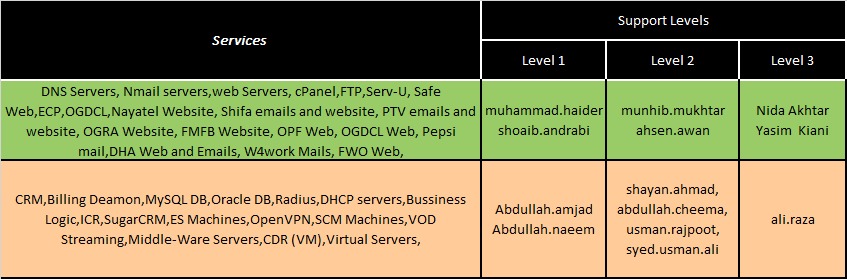 Services
Support Levels
Level 1
Level 2
Level 3
DNS Servers, Nmail servers,web Servers, cPanel,FTP,Serv-U, Safe
Web,ECP,OGDCL,Nayatel Website, Shifa emails and website, PTV emails and
website, OGRA Website, FMFB Website, OPF Web, OGDCL Web, Pepsi
mail,DHA Web and Emails, W4work Mails, FWO Web,
muhammad.haider
shoaib.andrabi
munhib.mukhtar
ahsen.awan
Nida Akhtar
Yasim Kiani
CRM,Billing Deamon,MySQL DB,Oracle DB,Radius,DHCP servers,Bussiness
Logic,ICR,SugarCRM,ES Machines,OpenVPN,SCM Machines,VOD
Streaming,Middle-Ware Servers,CDR (VM),Virtual Servers,
Abdullah.amjad
Abdullah.naeem
shayan.ahmad,
abdullah.cheema,
usman.rajpoot,
syed.usman.ali
ali.raza